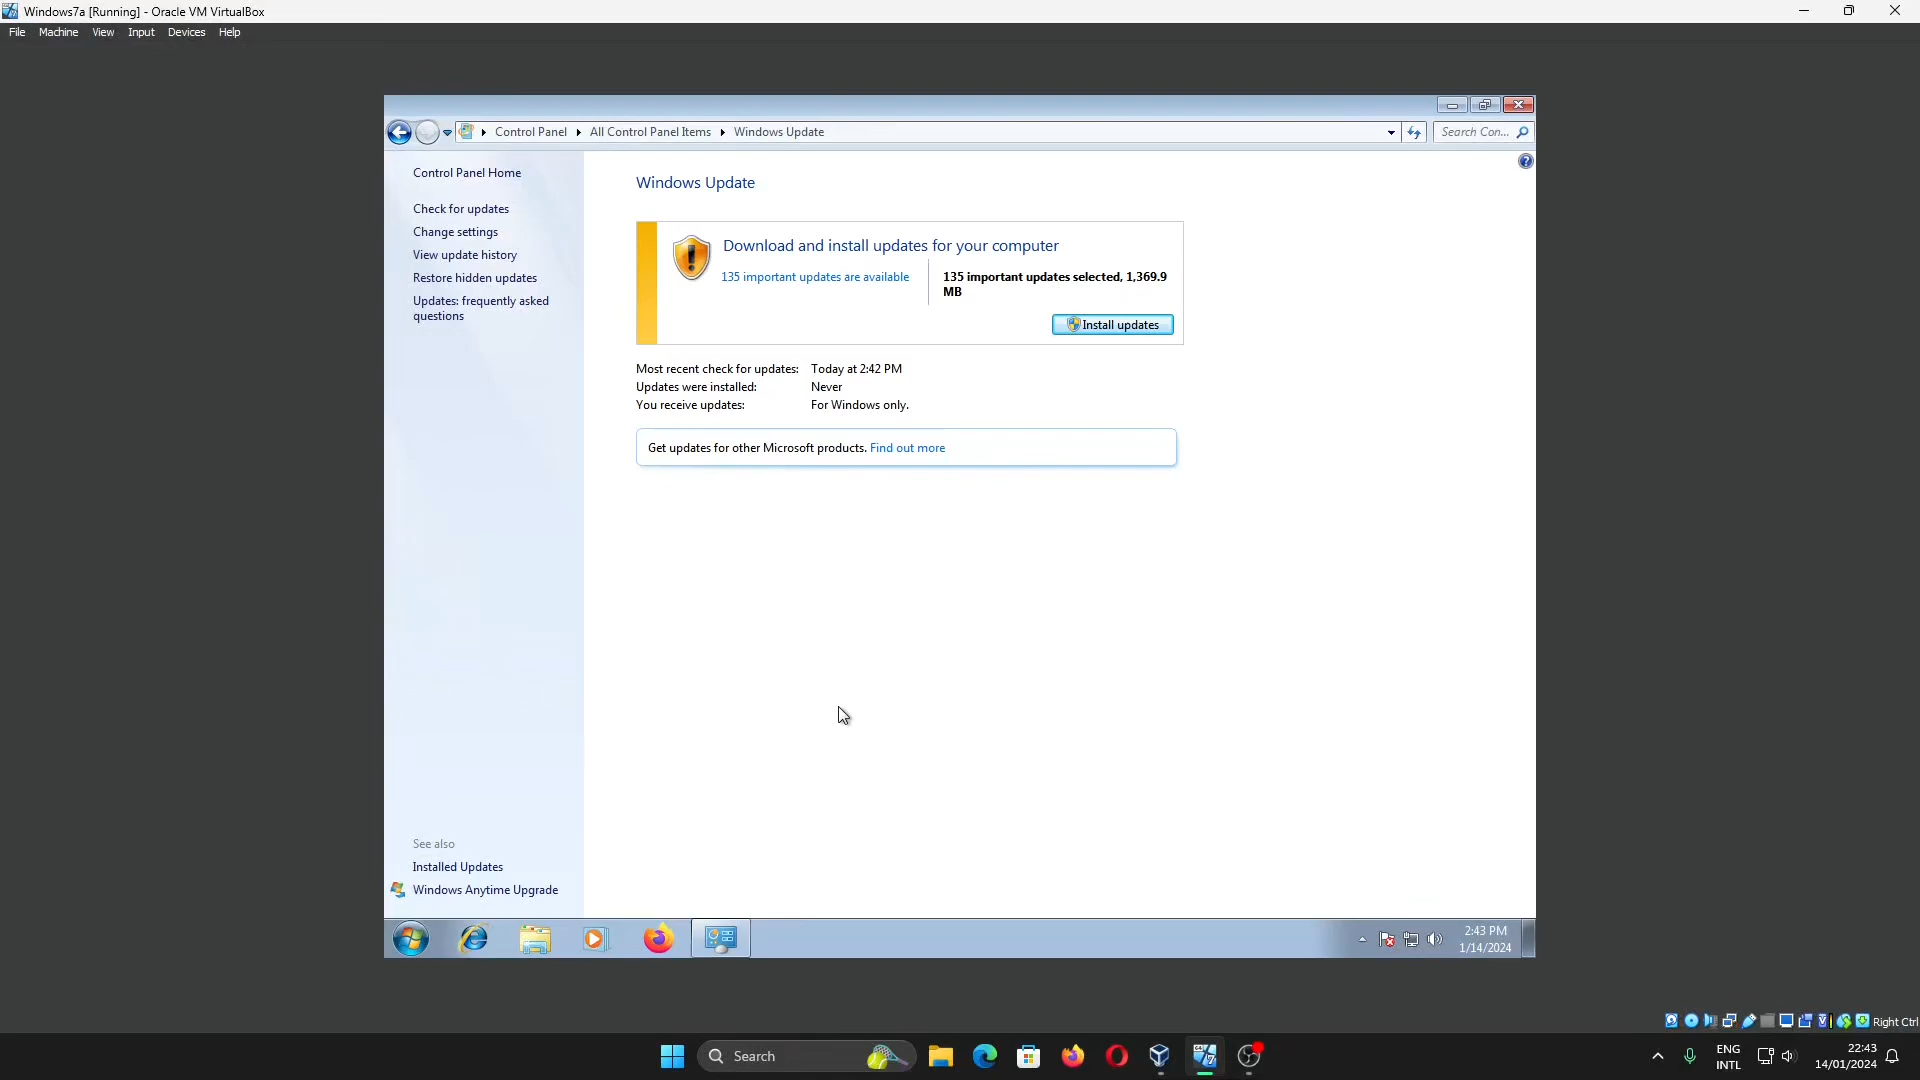 Windows7a [Running] - Oracle VM VirtualBox
File Machine View Input Devices Help
Control Panel All Control Panel Items Windows Update
Search Con...
Control Panel Home
Check for updates
Change settings
View update history
Restore hidden updates
Updates: frequently asked
questions
Windows Update
Download and install updates for your computer
135 important updates are available
135 important updates selected, 1,369.9
MB
Install updates
Most recent check for updates: Today at 2:42 PM
Updates were installed: Never
You receive updates: For Windows only.
Get updates for other Microsoft products. Find out more
See also
Installed Updates
Windows Anytime Upgrade
2:43 PM
1/14/2024
Right Ctrl
Search
ENG
INTL
22:43
14/01/2024